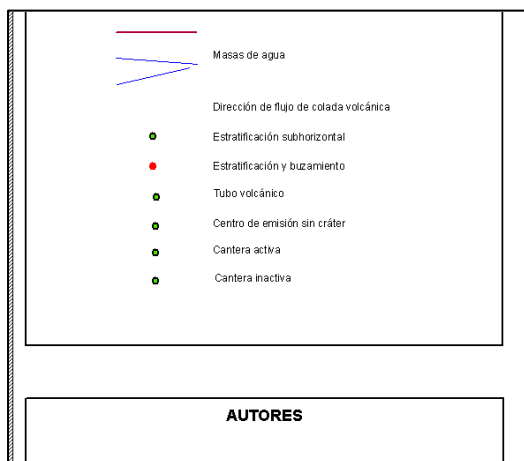 Masas de agua
Dirección de flujo de colada volcánica
Estratificación subhorizontal
Estratificación y buzamiento
Tubo volcánico
Centro de emisión sin cráter
Cantera activa
Cantera inactiva
AUTORES